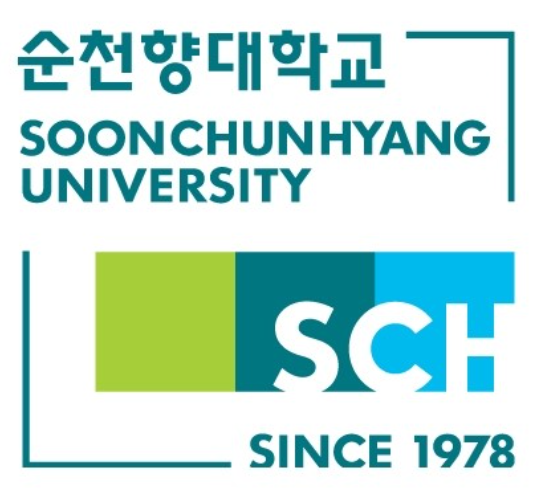 순천향대학교
SOONCHUNHYANG
UNIVERSITY
SCH
SINCE 1978